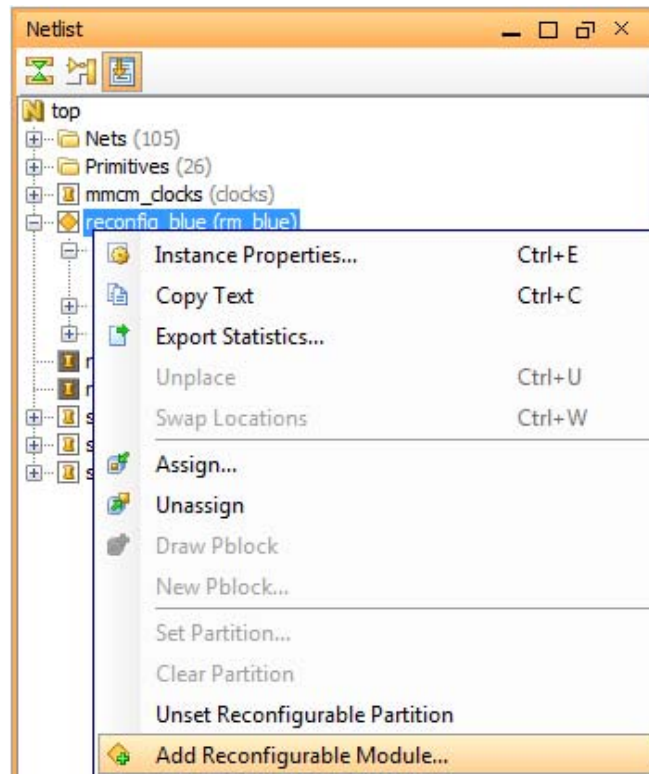 Netlist
top
Nets (105)
Primitives (26)
mmcm_clocks (clocks)
reconfig_blue (rm_blue)
Instance Properties... Ctrl+E
Copy Text Ctrl+C
Export Statistics...
Unplace Ctrl+U
Swap Locations Ctrl+W
Assign...
Unassign
Draw Pblock
New Pblock...
Set Partition...
Clear Partition
Unset Reconfigurable Partition
Add Reconfigurable Module...